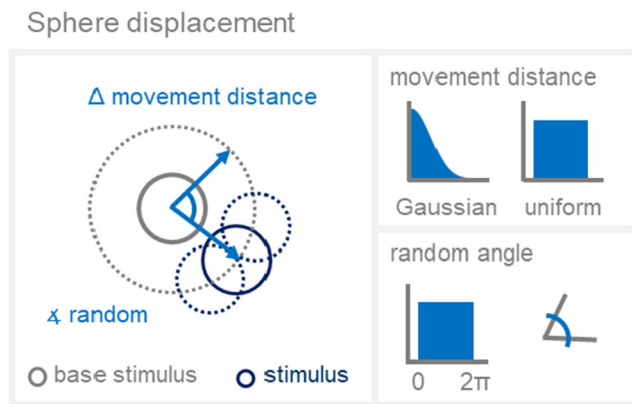 Sphere displacement
Δ movement distance
∡ random
base stimulus
stimulus
movement distance
Gaussian
uniform
random angle
0
2π